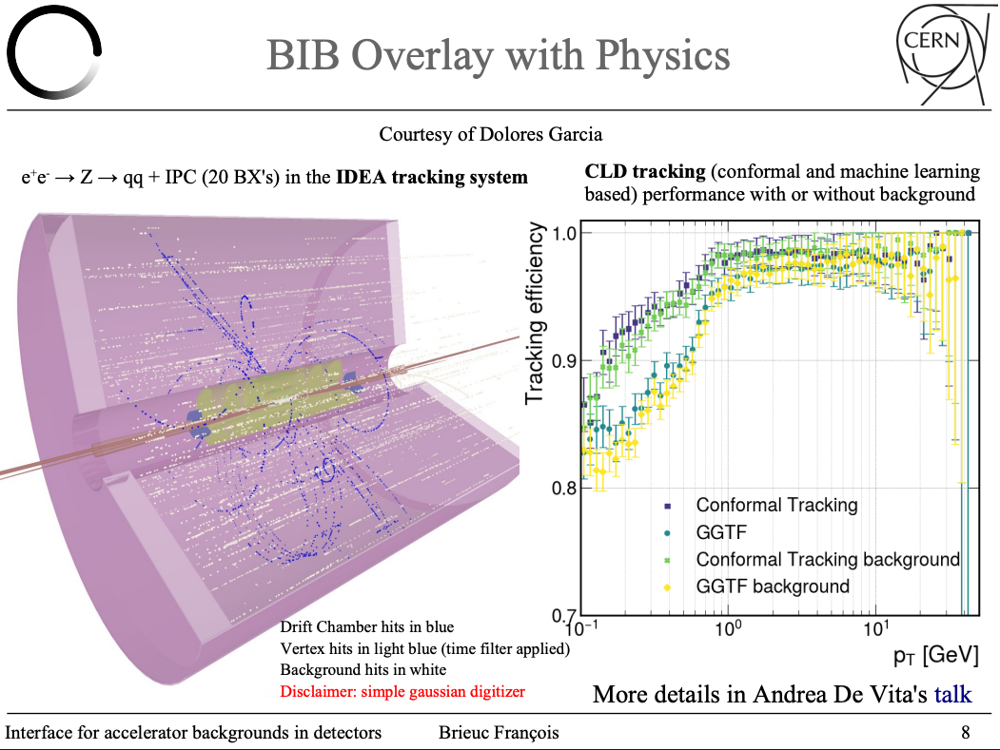 BIB Overlay with Physics
CERN
Courtesy of Dolores Garcia
e⁺e⁻ → Z → qq + IPC (20 BX's) in the IDEA tracking system
CLD tracking (conformal and machine learning
based) performance with or without background
Tracking efficiency
1.0
0.9
0.8
0.7
Conformal Tracking
GGTF
Conformal Tracking background
GGTF background
10⁻¹
10⁰
10¹
p_T [GeV]
Drift Chamber hits in blue
Vertex hits in light blue (time filter applied)
Background hits in white
Disclaimer: simple gaussian digitizer
More details in Andrea De Vita's talk
Interface for accelerator backgrounds in detectors
Brieuc François
8